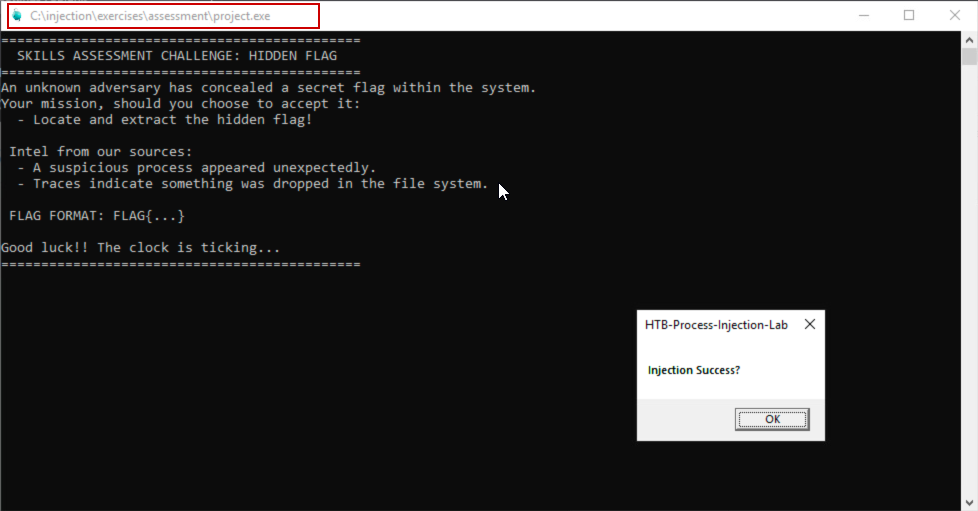 C:\injection\exercises\assessment\project.exe
=============================================
SKILLS ASSESSMENT CHALLENGE: HIDDEN FLAG
=============================================
An unknown adversary has concealed a secret flag within the system.
Your mission, should you choose to accept it:
- Locate and extract the hidden flag!
Intel from our sources:
- A suspicious process appeared unexpectedly.
- Traces indicate something was dropped in the file system.
FLAG FORMAT: FLAG{...}
Good luck!! The clock is ticking...
=============================================
HTB-Process-Injection-Lab
Injection Success?
OK